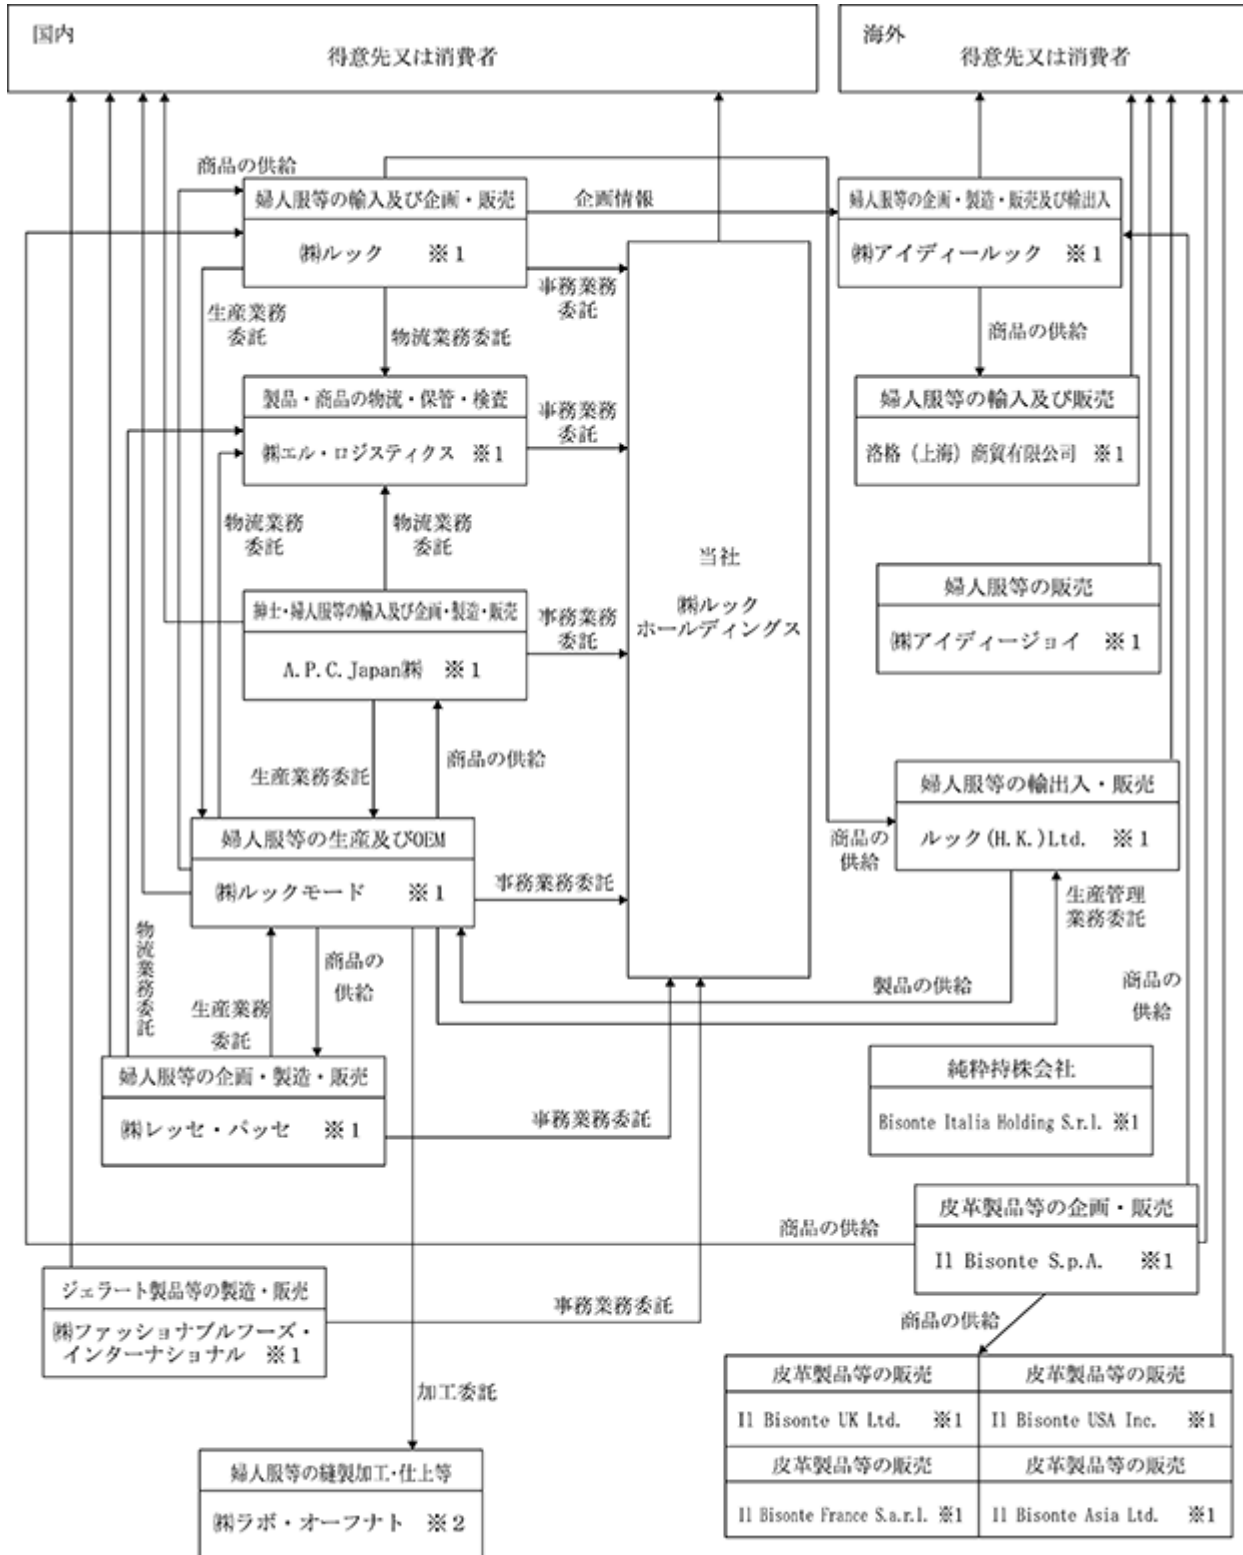 国内
得意先又は消費者
海外
得意先又は消費者
商品の供給
婦人服等の輸入及び企画・販売
㈱ルック ※1
企画情報
婦人服等の企画・製造・販売及び輸出入
㈱アイディールック ※1
生産業務
委託
物流業務委託
事務業務
委託
商品の供給
製品・商品の物流・保管・検査
㈱エル・ロジスティクス ※1
事務業務
委託
婦人服等の輸入及び販売
洛格（上海）商貿有限公司 ※1
物流業務
委託
物流業務
委託
当社
㈱ルック
ホールディングス
婦人服等の販売
㈱アイディージョイ ※1
紳士・婦人服等の輸入及び企画・製造・販売
A.P.C.Japan㈱ ※1
事務業務
委託
生産業務委託
商品の供給
婦人服等の輸出入・販売
ルック(H.K.)Ltd. ※1
商品の
供給
婦人服等の生産及びOEM
㈱ルックモード ※1
事務業務委託
生産管理
業務委託
物流業務委託
生産業務
委託
商品の
供給
製品の供給
商品の
供給
婦人服等の企画・製造・販売
㈱レッセ・パッセ ※1
事務業務委託
純粋持株会社
Bisonte Italia Holding S.r.l. ※1
商品の供給
皮革製品等の企画・販売
Il Bisonte S.p.A. ※1
ジェラート製品等の製造・販売
㈱ファッショナブルフーズ・
インターナショナル ※1
事務業務委託
商品の供給
皮革製品等の販売
Il Bisonte UK Ltd. ※1
皮革製品等の販売
Il Bisonte USA Inc. ※1
加工委託
皮革製品等の販売
Il Bisonte France S.a.r.l. ※1
皮革製品等の販売
Il Bisonte Asia Ltd. ※1
婦人服等の縫製加工・仕上等
㈱ラボ・オーフナト ※2